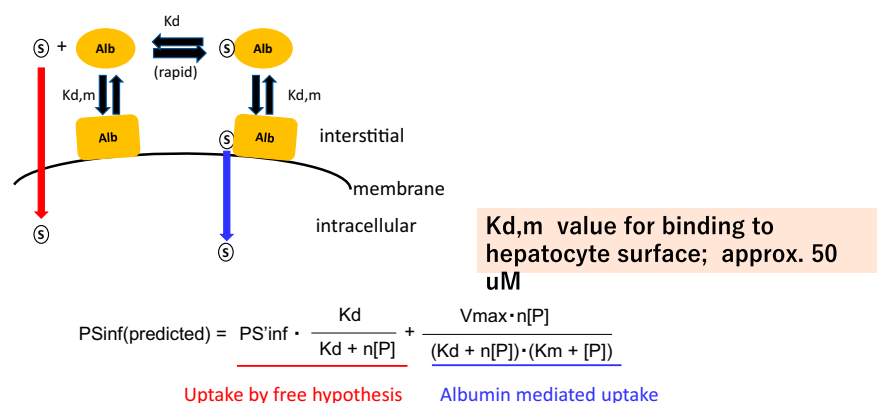 Kd
S + Alb S Alb
(rapid)
Kd,m Kd,m
Alb S Alb interstitial
membrane
intracellular
S S
Kd,m value for binding to
hepatocyte surface; approx. 50
uM
PSinf(predicted) = PS'inf · Kd / Kd + n[P] + Vmax·n[P] / (Kd + n[P])·(Km + [P])
Uptake by free hypothesis Albumin mediated uptake